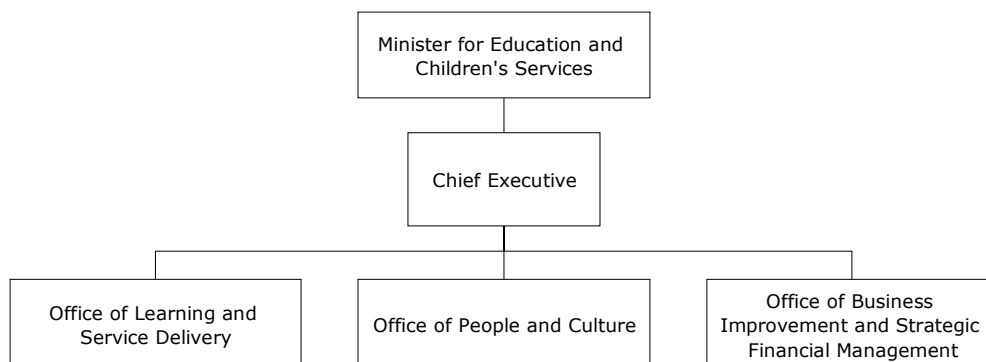 Minister for Education and
Children's Services
Chief Executive
Office of Learning and
Service Delivery
Office of People and Culture
Office of Business
Improvement and Strategic
Financial Management